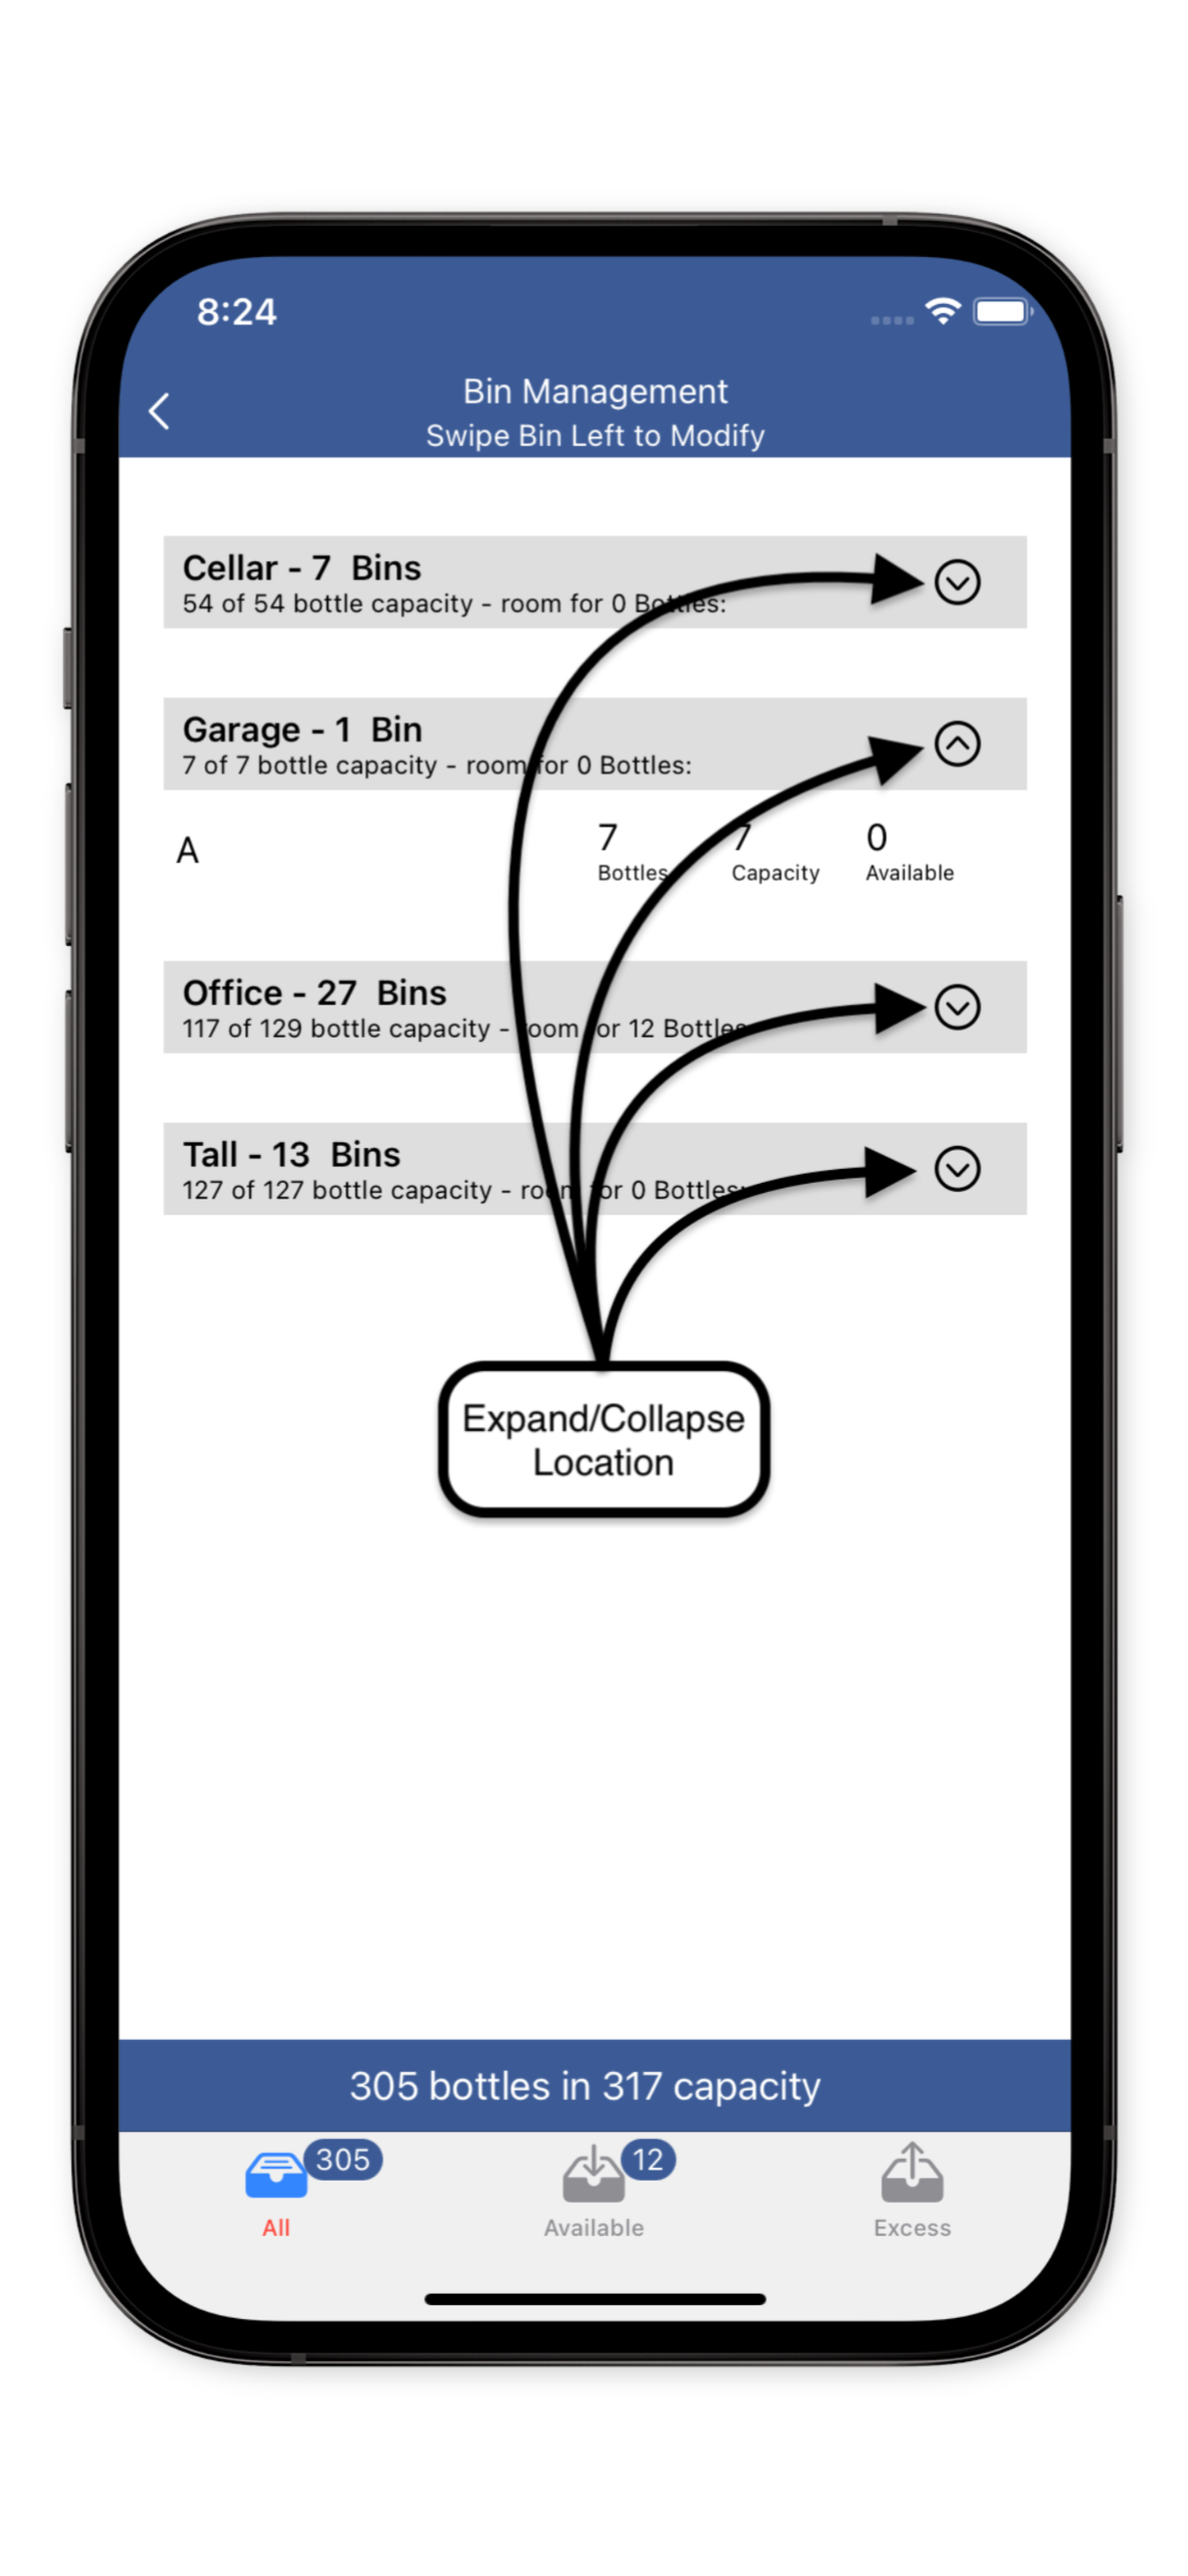 8:24
Bin Management
Swipe Bin Left to Modify
Cellar - 7 Bins
54 of 54 bottle capacity - room for 0 Bottles:
Garage - 1 Bin
7 of 7 bottle capacity - room for 0 Bottles:
A
7 7 0
Bottles Capacity Available
Office - 27 Bins
117 of 129 bottle capacity - room for 12 Bottles
Tall - 13 Bins
127 of 127 bottle capacity - room for 0 Bottles:
Expand/Collapse
Location
305 bottles in 317 capacity
305 12
All Available Excess